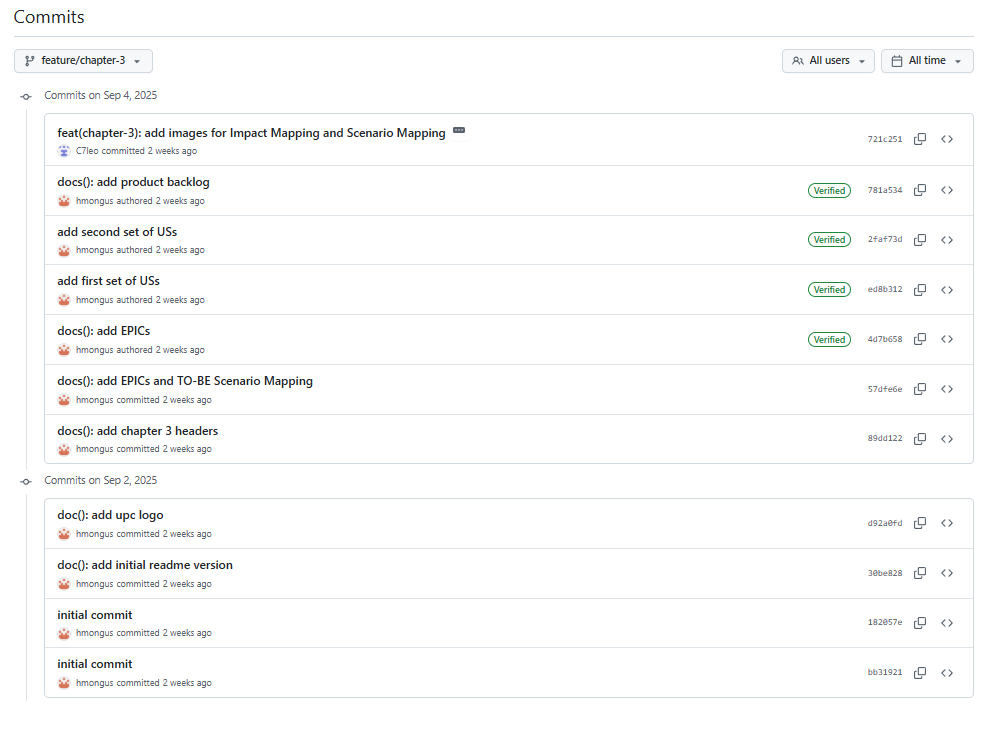 Commits
feature/chapter-3
All users
All time
Commits on Sep 4, 2025
feat(chapter-3): add images for Impact Mapping and Scenario Mapping
C7leo committed 2 weeks ago
721c251
docs(): add product backlog
hmongus authored 2 weeks ago
Verified
781a534
add second set of USs
hmongus authored 2 weeks ago
Verified
2faf73d
add first set of USs
hmongus authored 2 weeks ago
Verified
ed8b312
docs(): add EPICs
hmongus authored 2 weeks ago
Verified
4d7b658
docs(): add EPICs and TO-BE Scenario Mapping
hmongus committed 2 weeks ago
57dfe6e
docs(): add chapter 3 headers
hmongus committed 2 weeks ago
89dd122
Commits on Sep 2, 2025
doc(): add upc logo
hmongus committed 2 weeks ago
d92a0fd
doc(): add initial readme version
hmongus committed 2 weeks ago
30be828
initial commit
hmongus committed 2 weeks ago
182057e
initial commit
hmongus committed 2 weeks ago
bb31921